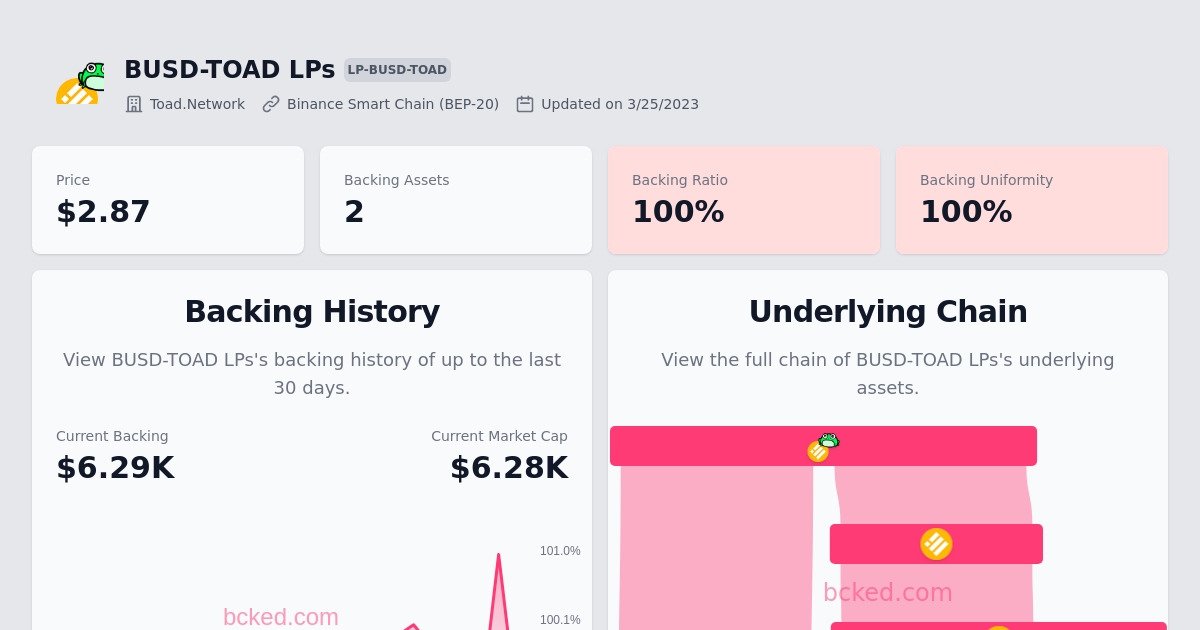 BUSD-TOAD LPs LP-BUSD-TOAD
Toad.Network Binance Smart Chain (BEP-20) Updated on 3/25/2023
Price
$2.87
Backing Assets
2
Backing Ratio
100%
Backing Uniformity
100%
Backing History
View BUSD-TOAD LPs's backing history of up to the last
30 days.
Current Backing
$6.29K
Current Market Cap
$6.28K
101.0%
100.1%
bcked.com
Underlying Chain
View the full chain of BUSD-TOAD LPs's underlying
assets.
bcked.com